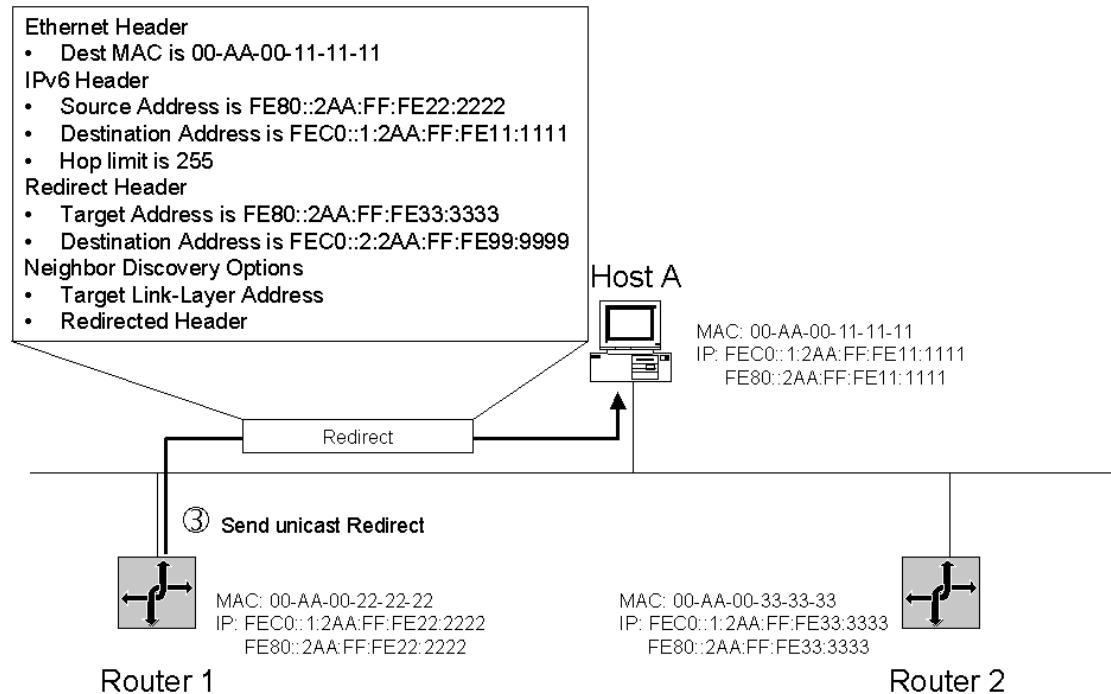 Ethernet Header
• Dest MAC is 00-AA-00-11-11-11
IPv6 Header
• Source Address is FE80::2AA:FF:FE22:2222
• Destination Address is FEC0::1:2AA:FF:FE11:1111
• Hop limit is 255
Redirect Header
• Target Address is FE80::2AA:FF:FE33:3333
• Destination Address is FEC0::2:2AA:FF:FE99:9999
Neighbor Discovery Options
• Target Link-Layer Address
• Redirected Header
Host A
MAC: 00-AA-00-11-11-11
IP: FEC0::1:2AA:FF:FE11:1111
FE80::2AA:FF:FE11:1111
Redirect
③ Send unicast Redirect
MAC: 00-AA-00-22-22-22
IP: FEC0::1:2AA:FF:FE22:2222
FE80::2AA:FF:FE22:2222
Router 1
MAC: 00-AA-00-33-33-33
IP: FEC0::1:2AA:FF:FE33:3333
FE80::2AA:FF:FE33:3333
Router 2